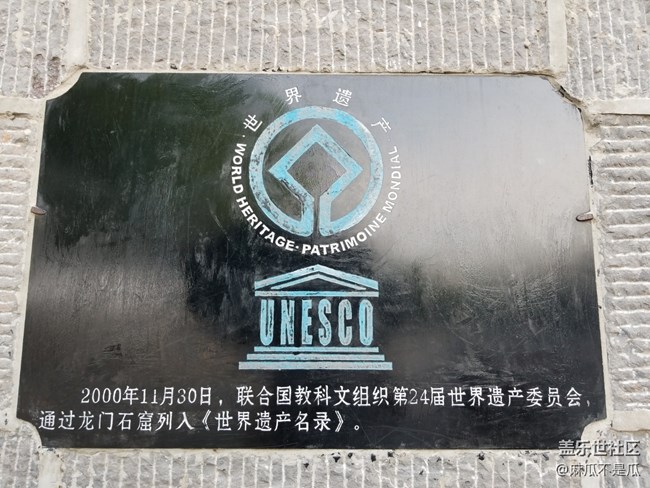 世界遗产
·WORLD HERITAGE·PATRIMOINE MONDIAL
UNESCO
2000年11月30日，联合国教科文组织第24届世界遗产委员会，
通过龙门石窟列入《世界遗产名录》。
盖乐世社区
@麻瓜不是瓜